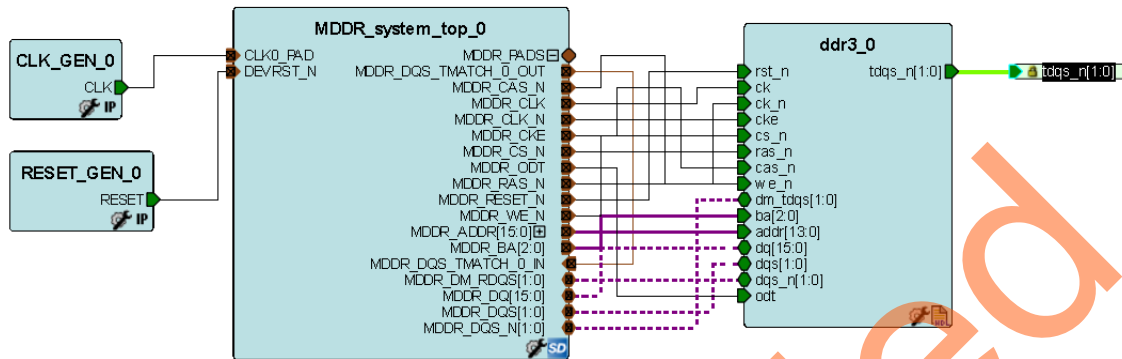 MDDR_system_top_0
CLK_GEN_0
CLK
IP
RESET_GEN_0
RESET
IP
CLK0_PAD
DEVRST_N
MDDR_PADS
MDDR_DQS_TMATCH_0_OUT
MDDR_CAS_N
MDDR_CLK
MDDR_CLK_N
MDDR_CKE
MDDR_CS_N
MDDR_ODT
MDDR_RAS_N
MDDR_RESET_N
MDDR_WE_N
MDDR_ADDR[15:0]
MDDR_BA[2:0]
MDDR_DQS_TMATCH_0_IN
MDDR_DM_RDQS[1:0]
MDDR_DQ[15:0]
MDDR_DQS[1:0]
MDDR_DQS_N[1:0]
SD
ddr3_0
rst_n
ck
ck_n
cke
cs_n
ras_n
cas_n
we_n
dm_tdqs[1:0]
ba[2:0]
addr[13:0]
dq[15:0]
dqs[1:0]
dqs_n[1:0]
odt
tdqs_n[1:0]
HDL
tdqs_n[1:0]